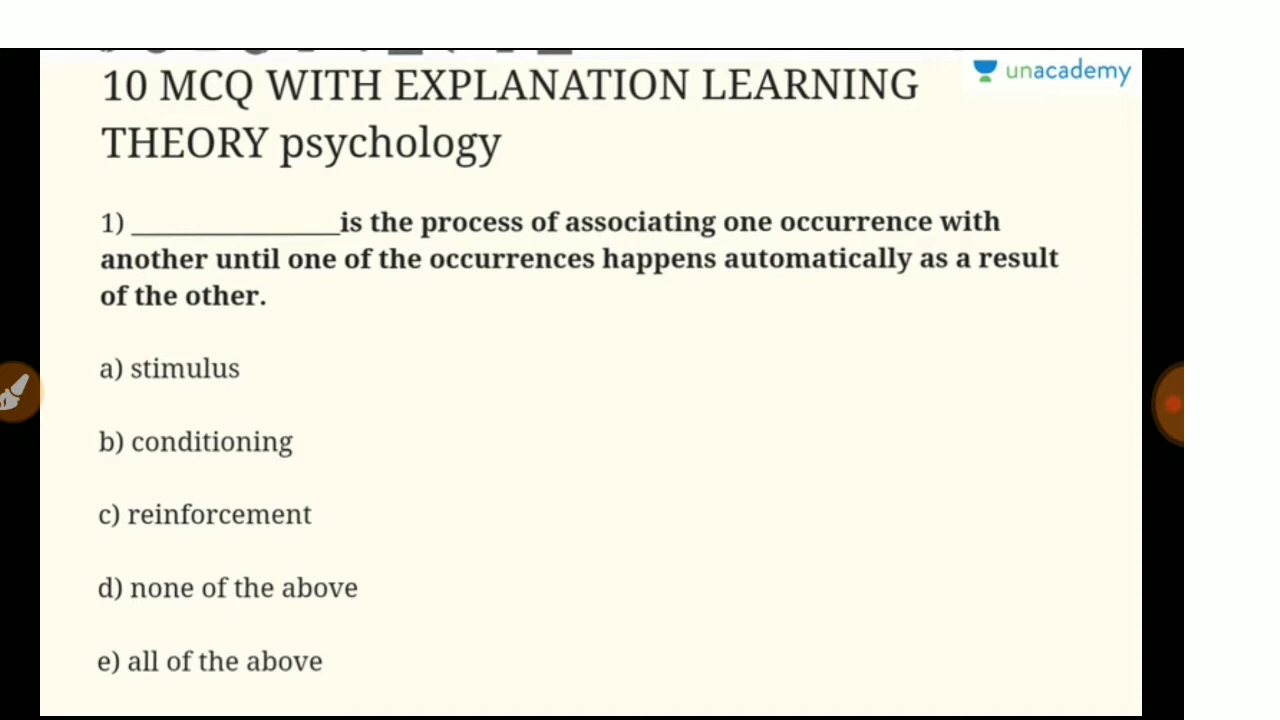 10 MCQ WITH EXPLANATION LEARNING
unacademy
THEORY psychology
1) _______________is the process of associating one occurrence with
another until one of the occurrences happens automatically as a result
of the other.
a) stimulus
b) conditioning
c) reinforcement
d) none of the above
e) all of the above